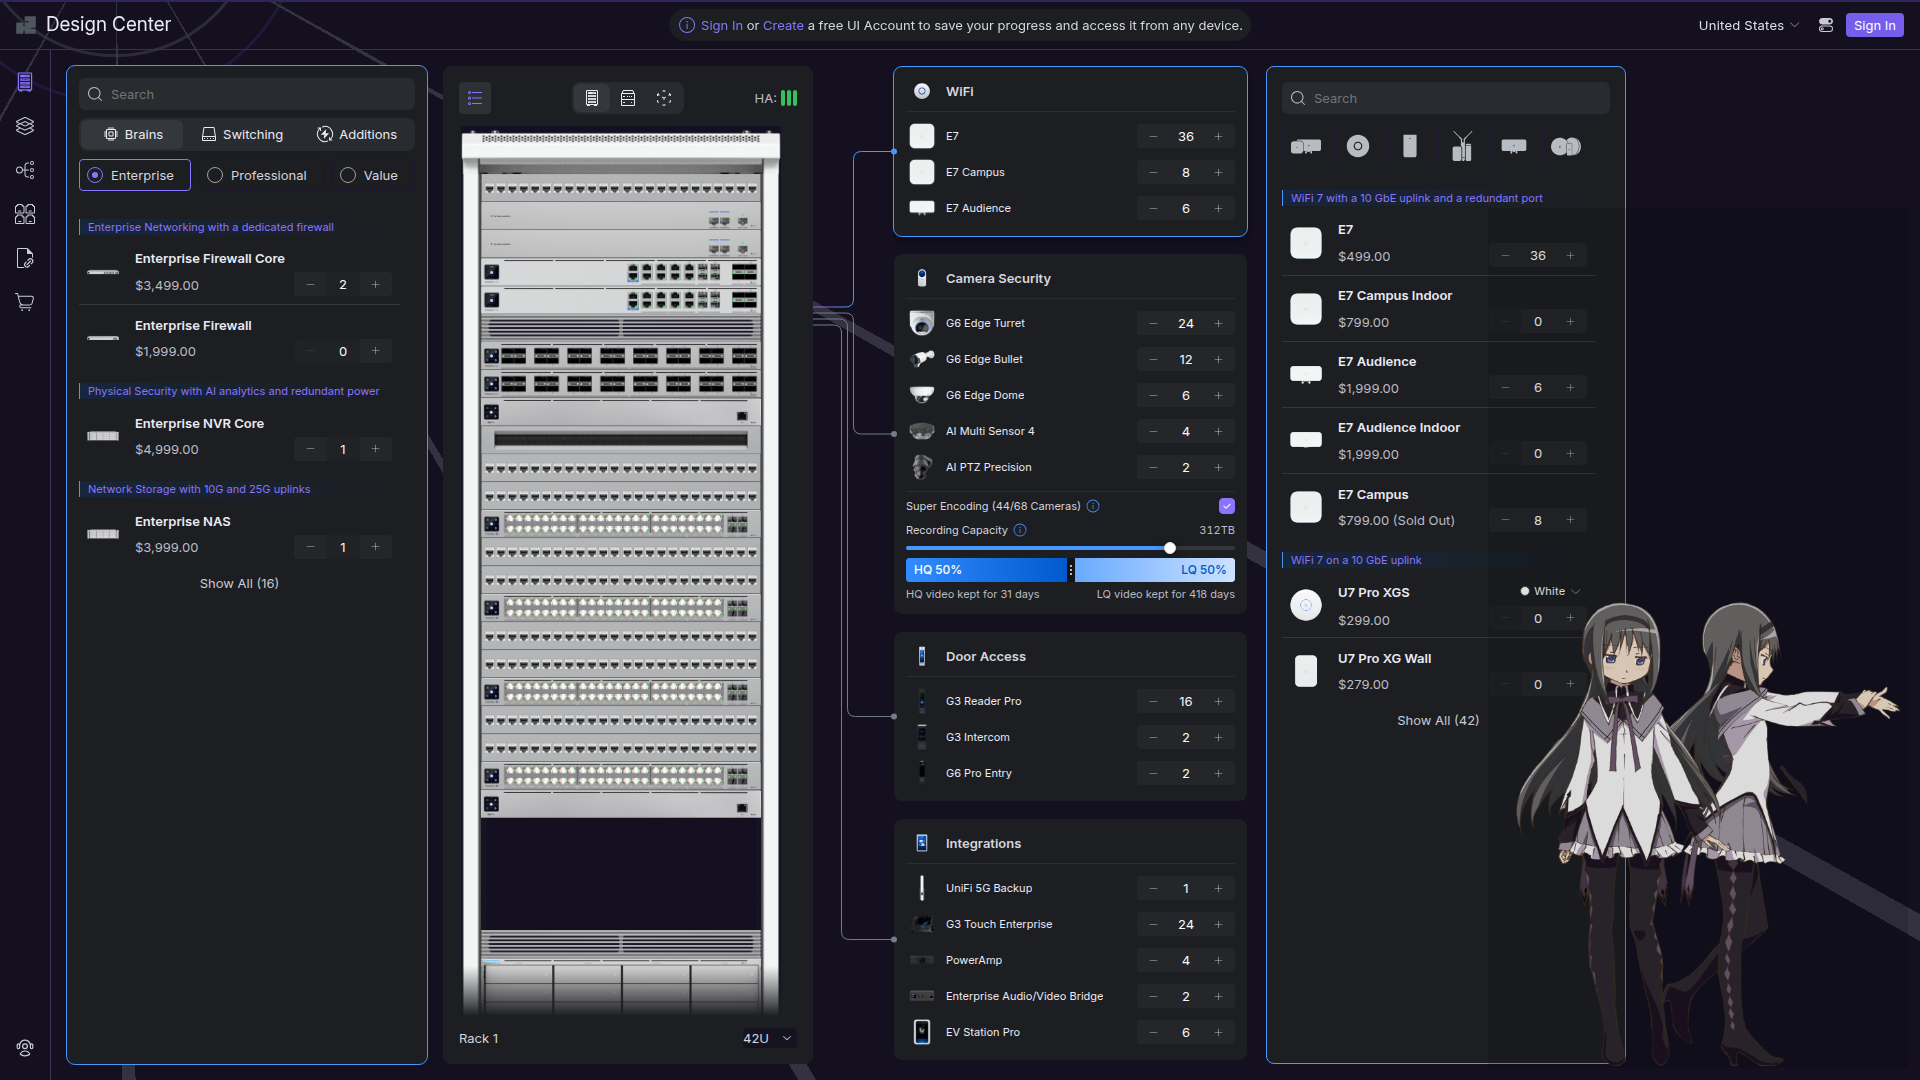 Design Center
Sign In or Create a free UI Account to save your progress and access it from any device.
United States
Sign In
Search
Brains
Switching
Additions
Enterprise
Professional
Value
Enterprise Networking with a dedicated firewall
Enterprise Firewall Core
$3,499.00
2
Enterprise Firewall
$1,999.00
0
Physical Security with AI analytics and redundant power
Enterprise NVR Core
$4,999.00
1
Network Storage with 10G and 25G uplinks
Enterprise NAS
$3,999.00
1
Show All (16)
HA:
Rack 1
42U
WiFi
E7
36
E7 Campus
8
E7 Audience
6
Camera Security
G6 Edge Turret
24
G6 Edge Bullet
12
G6 Edge Dome
6
AI Multi Sensor 4
4
AI PTZ Precision
2
Super Encoding (44/68 Cameras)
Recording Capacity
312TB
HQ 50%
LQ 50%
HQ video kept for 31 days
LQ video kept for 418 days
Door Access
G3 Reader Pro
16
G3 Intercom
2
G6 Pro Entry
2
Integrations
UniFi 5G Backup
1
G3 Touch Enterprise
24
PowerAmp
4
Enterprise Audio/Video Bridge
2
EV Station Pro
6
Search
WiFi 7 with a 10 GbE uplink and a redundant port
E7
$499.00
36
E7 Campus Indoor
$799.00
0
E7 Audience
$1,999.00
6
E7 Audience Indoor
$1,999.00
0
E7 Campus
$799.00 (Sold Out)
8
WiFi 7 on a 10 GbE uplink
U7 Pro XGS
White
$299.00
0
U7 Pro XG Wall
$279.00
0
Show All (42)